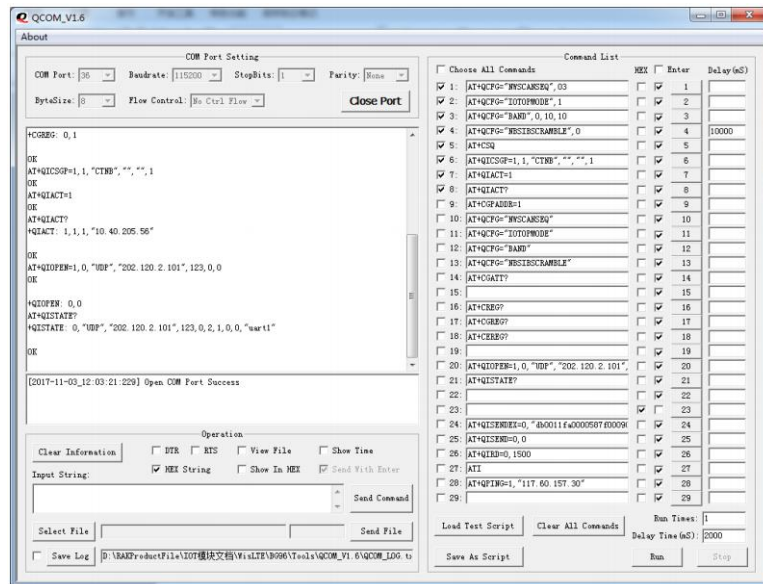 QCOM_V1.6
About
COM Port Setting
COM Port: 36 Baudrate: 115200 StopBits: 1 Parity: None
ByteSize: 8 Flow Control: No Ctrl Flow Close Port
+CGREG: 0,1
OK
AT+QICSGP=1,1,"CTNB","","",1
OK
AT+QIACT=1
OK
AT+QIACT?
+QIACT: 1,1,1,"10.40.205.56"
OK
AT+QIOPEN=1,0,"UDP","202.120.2.101",123,0,0
OK
+QIOPEN: 0,0
AT+QISTATE?
+QISTATE: 0,"UDP","202.120.2.101",123,0,2,1,0,0,"uart1"
OK
[2017-11-03_12:03:21:229] Open COM Port Success
Operation
Clear Information DTR RTS View File Show Time
HEX String Show In HEX Send With Enter
Input String:
Send Command
Select File Send File
Save Log D:\RAKProductFile\IOT模块文档\WisLTE\BG96\Tools\QCOM_V1.6\QCOM_LOG.tx
Command List
Choose All Commands HEX Enter Delay(mS)
1: AT+QCFG="NWSCANSEQ",03 1
2: AT+QCFG="IOTOPMODE",1 2
3: AT+QCFG="BAND",0,10,10 3
4: AT+QCFG="NBSIBSCRAMBLE",0 4 10000
5: AT+CSQ 5
6: AT+QICSGP=1,1,"CTNB","","",1 6
7: AT+QIACT=1 7
8: AT+QIACT? 8
9: AT+CGPADDR=1 9
10: AT+QCFG="NWSCANSEQ" 10
11: AT+QCFG="IOTOPMODE" 11
12: AT+QCFG="BAND" 12
13: AT+QCFG="NBSIBSCRAMBLE" 13
14: AT+CGATT? 14
15: 15
16: AT+CREG? 16
17: AT+CGREG? 17
18: AT+CEREG? 18
19: 19
20: AT+QIOPEN=1,0,"UDP","202.120.2.101", 20
21: AT+QISTATE? 21
22: 22
23: 23
24: AT+QISENDEX=0,"4b0011fa0000587f00090 24
25: AT+QISEND=0,0 25
26: AT+QIRD=0,1500 26
27: ATI 27
28: AT+QPING=1,"117.60.157.30" 28
29: 29
Load Test Script Clear All Commands Run Times: 1
Delay Time(mS): 2000
Save As Script Run Stop